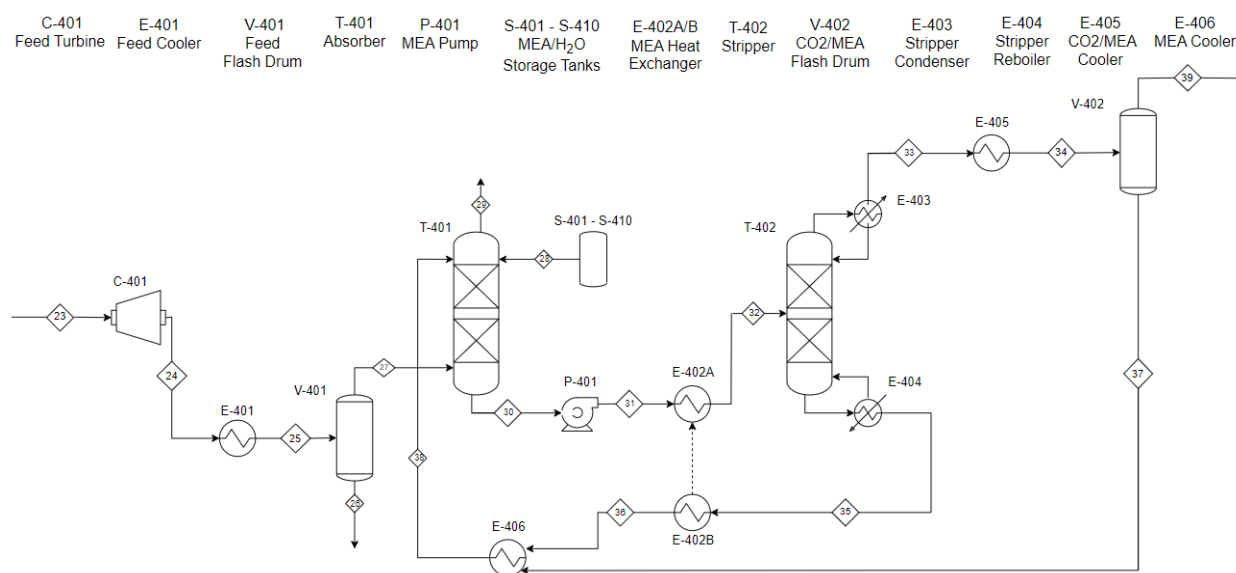 C-401
Feed Turbine
E-401
Feed Cooler
V-401
Feed
Flash Drum
T-401
Absorber
P-401
MEA Pump
S-401 - S-410
MEA/H2O
Storage Tanks
E-402A/B
MEA Heat
Exchanger
T-402
Stripper
V-402
CO2/MEA
Flash Drum
E-403
Stripper
Condenser
E-404
Stripper
Reboiler
E-405
CO2/MEA
Cooler
E-406
MEA Cooler
39
V-402
E-405
33
34
E-403
29
S-401 - S-410
T-401
T-402
28
C-401
23
32
27
24
V-401
E-402A
P-401
E-404
E-401
30
31
37
25
38
26
36
35
E-406
E-402B